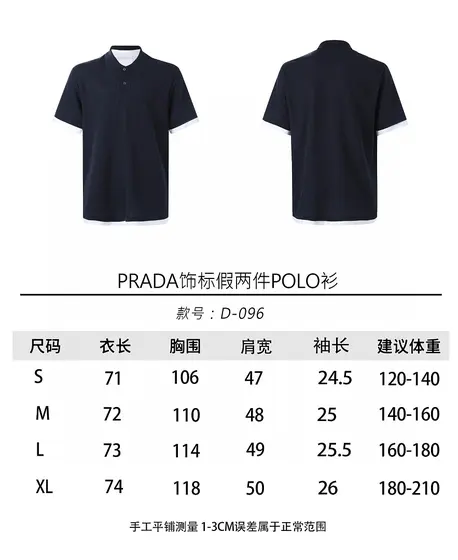 PRADA饰标假两件POLO衫
款号：D-096
尺码 衣长 胸围 肩宽 袖长 建议体重
S 71 106 47 24.5 120-140
M 72 110 48 25 140-160
L 73 114 49 25.5 160-180
XL 74 118 50 26 180-210
手工平铺测量 1-3CM误差属于正常范围